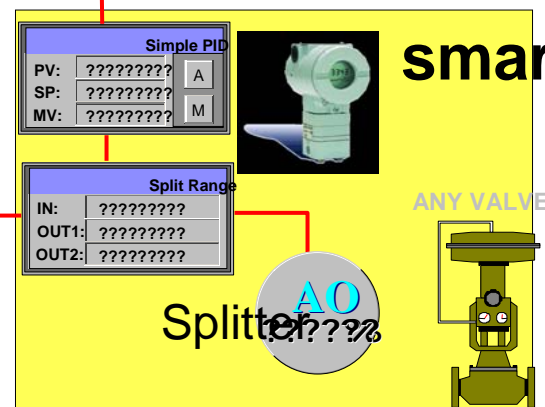 Simple PID
PV: ?????????
SP: ?????????
MV: ?????????
A
M
smar
Split Range
IN: ?????????
OUT1: ?????????
OUT2: ?????????
ANY VALVE
AO
Splitter